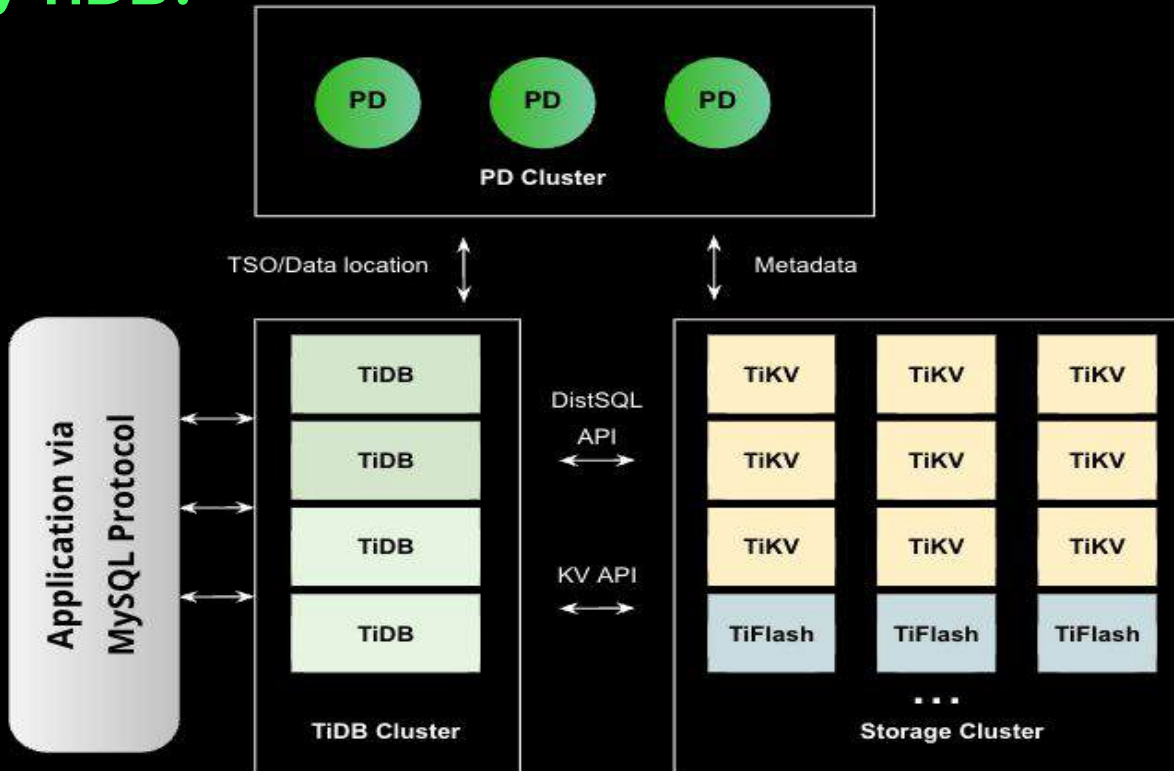 TiDB?
PD PD PD
PD Cluster
TSO/Data location
Metadata
Application via
MySQL Protocol
TiDB
TiDB
TiDB
TiDB
TiDB Cluster
DistSQL
API
KV API
TiKV TiKV TiKV
TiKV TiKV TiKV
TiKV TiKV TiKV
TiFlash TiFlash TiFlash
...
Storage Cluster